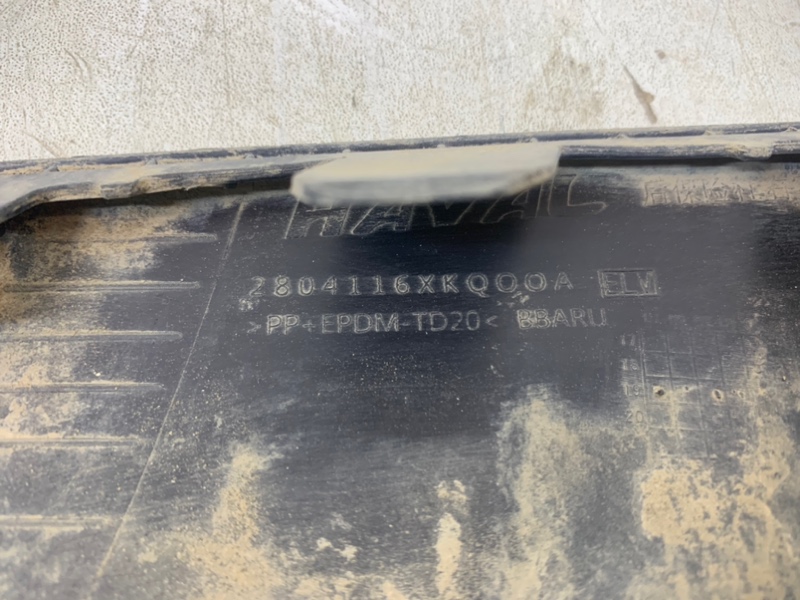 HAVAL
2804116XKQ00A ELV
>PP+EPDM-TD20< BBARU